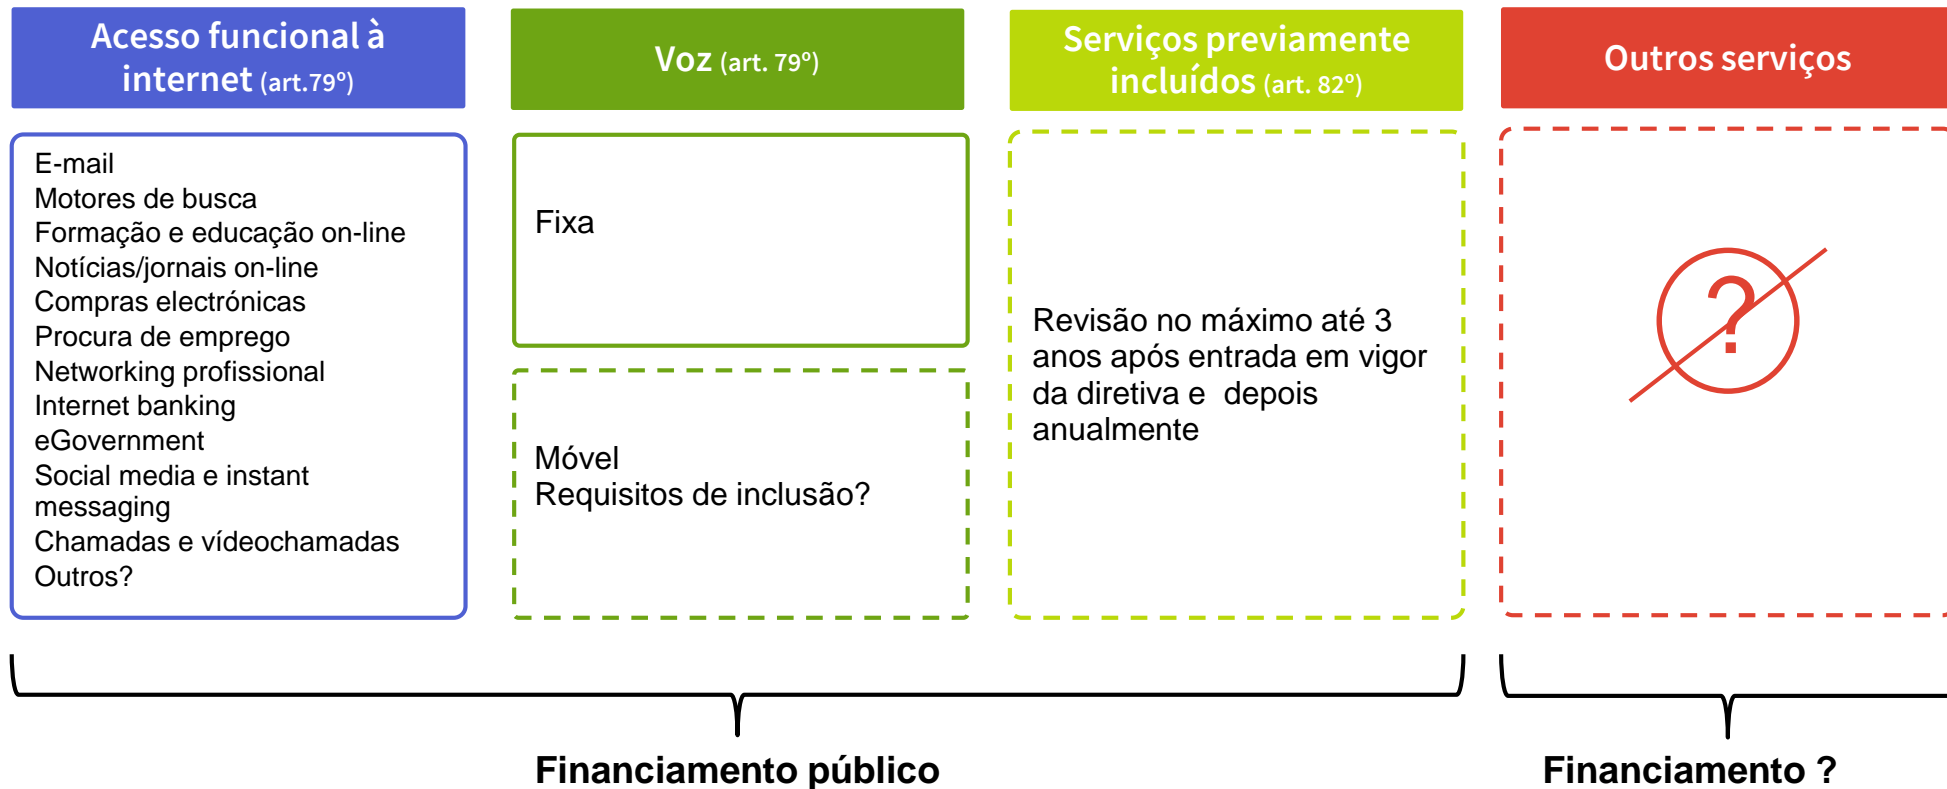 Acesso funcional à
internet (art.79º)
E-mail
Motores de busca
Formação e educação on-line
Notícias/jornais on-line
Compras electrónicas
Procura de emprego
Networking profissional
Internet banking
eGovernment
Social media e instant
messaging
Chamadas e vídeochamadas
Outros?
Voz (art. 79º)
Fixa
Móvel
Requisitos de inclusão?
Serviços previamente
incluídos (art. 82º)
Revisão no máximo até 3
anos após entrada em vigor
da diretiva e depois
anualmente
Outros serviços
?
Financiamento público
Financiamento ?